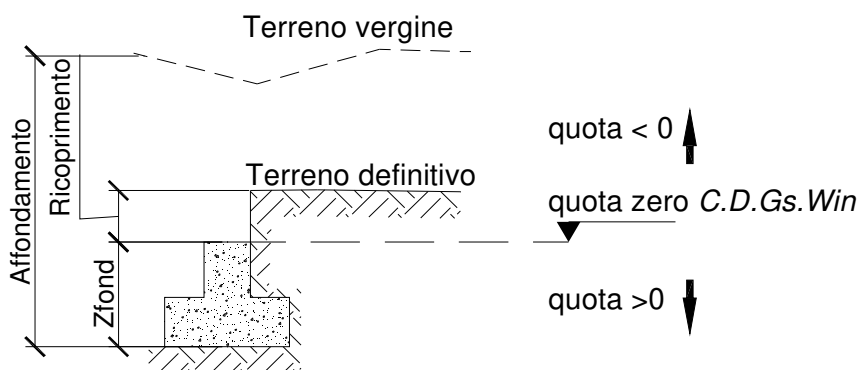 Terreno vergine
Affondamento
Ricoprimento
quota < 0
Terreno definitivo
quota zero C.D.Gs.Win
Zfond
quota >0